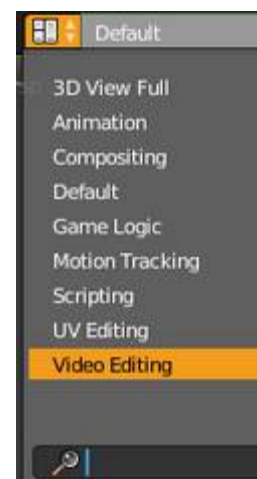 Default
3D View Full
Animation
Compositing
Default
Game Logic
Motion Tracking
Scripting
UV Editing
Video Editing